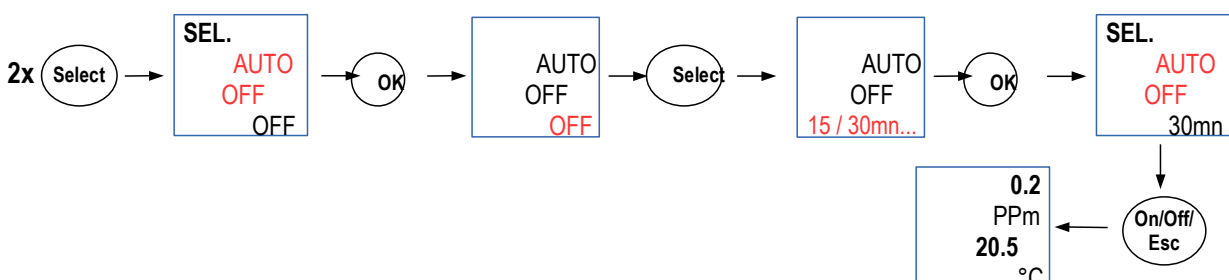 2x
Select
SEL.
AUTO
OFF
OFF
OK
AUTO
OFF
OFF
Select
AUTO
OFF
15 / 30mn...
OK
SEL.
AUTO
OFF
30mn
On/Off/
Esc
0.2
PPm
20.5
°C